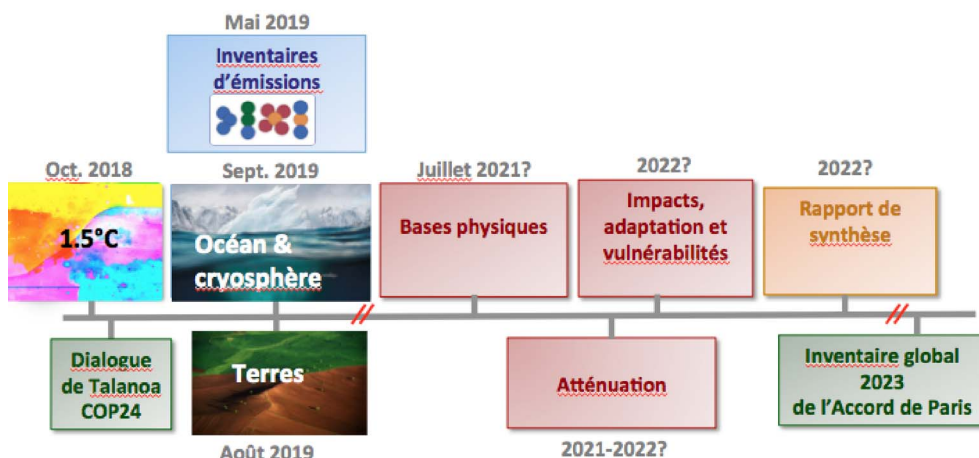 Mai 2019
Inventaires
d'émissions
Oct. 2018
Sept. 2019
Juillet 2021?
2022?
2022?
1.5°C
Océan &
cryosphère
Bases physiques
Impacts,
adaptation et
vulnérabilités
Rapport de
synthèse
Dialogue
de Talanoa
COP24
Terres
Atténuation
Inventaire global
2023
de l'Accord de Paris
Août 2019
2021-2022?